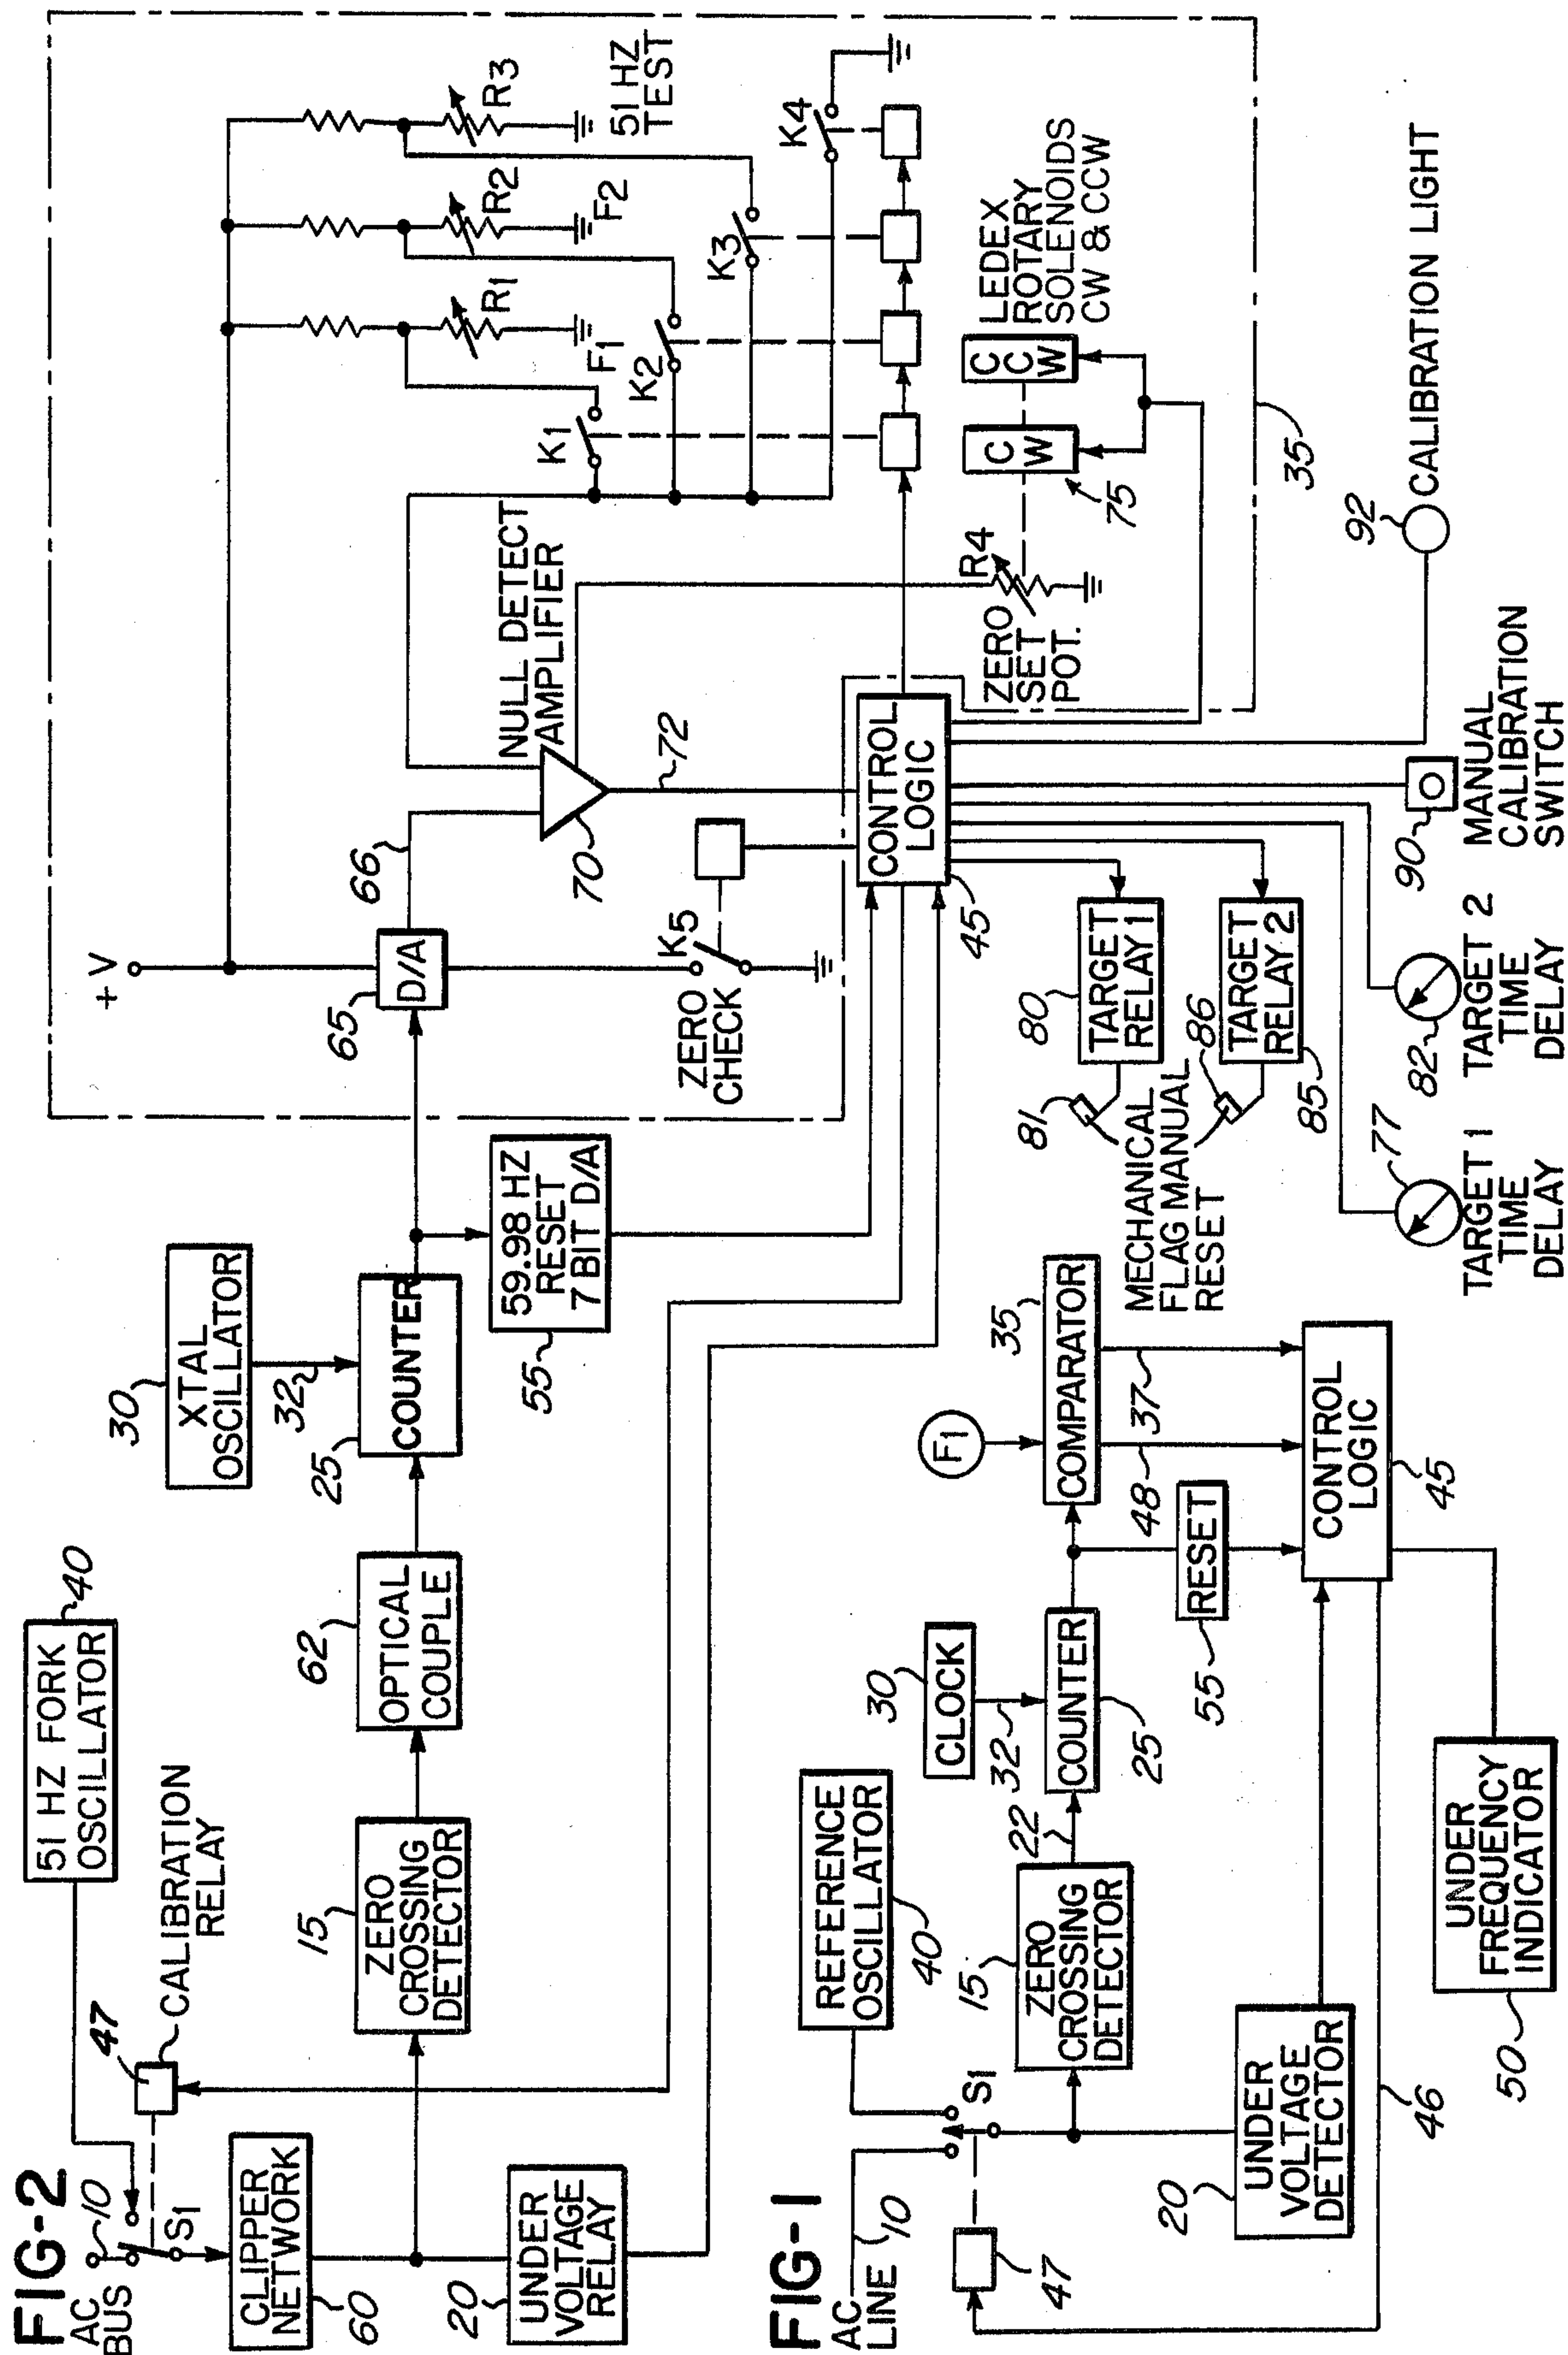 FIG-2
AC
BUS
10
S1
47
CALIBRATION
RELAY
51 HZ FORK
OSCILLATOR
40
CLIPPER
NETWORK
60
20
UNDER
VOLTAGE
RELAY
15
ZERO
CROSSING
DETECTOR
62
OPTICAL
COUPLE
30
XTAL
OSCILLATOR
32
25
COUNTER
55
59.98 HZ
RESET
7 BIT D/A
+V
65
D/A
66
ZERO
CHECK
K5
70
NULL DETECT
AMPLIFIER
72
K1
F1
R1
K2
F2
R2
K3
R3
51 HZ
TEST
K4
CONTROL
LOGIC
45
ZERO
SET
POT.
R4
CW
CCW
75
LEDEX
ROTARY
SOLENOIDS
CW & CCW
35
80
TARGET
RELAY 1
81
MECHANICAL
FLAG MANUAL
RESET
86
TARGET
RELAY 2
85
77
TARGET 1
TIME
DELAY
82
TARGET 2
TIME
DELAY
90
MANUAL
CALIBRATION
SWITCH
92
CALIBRATION LIGHT
FIG-1
AC
LINE
10
47
S1
REFERENCE
OSCILLATOR
40
15
ZERO
CROSSING
DETECTOR
22
30
CLOCK
32
COUNTER
25
F1
35
COMPARATOR
37
48
55
RESET
CONTROL
LOGIC
45
20
UNDER
VOLTAGE
DETECTOR
46
50
UNDER
FREQUENCY
INDICATOR